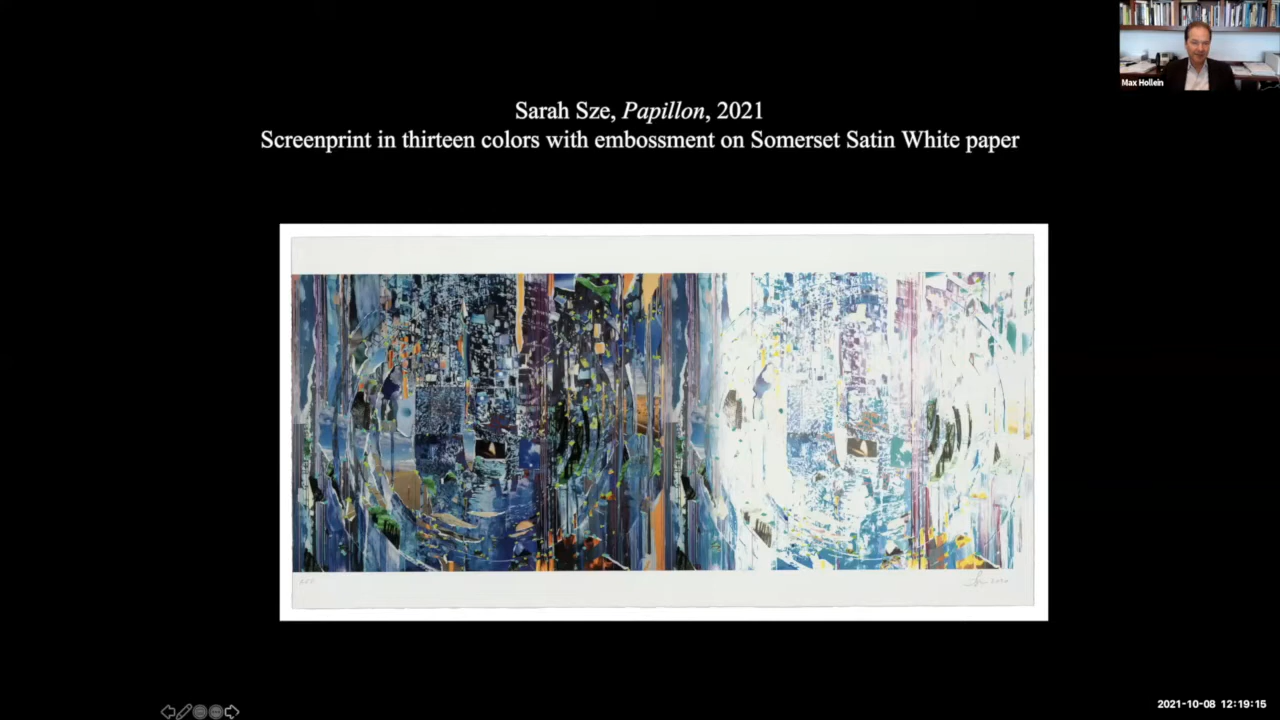 Max Hollein
Sarah Sze, Papillon, 2021
Screenprint in thirteen colors with embossment on Somerset Satin White paper
2021-10-08 12:19:15